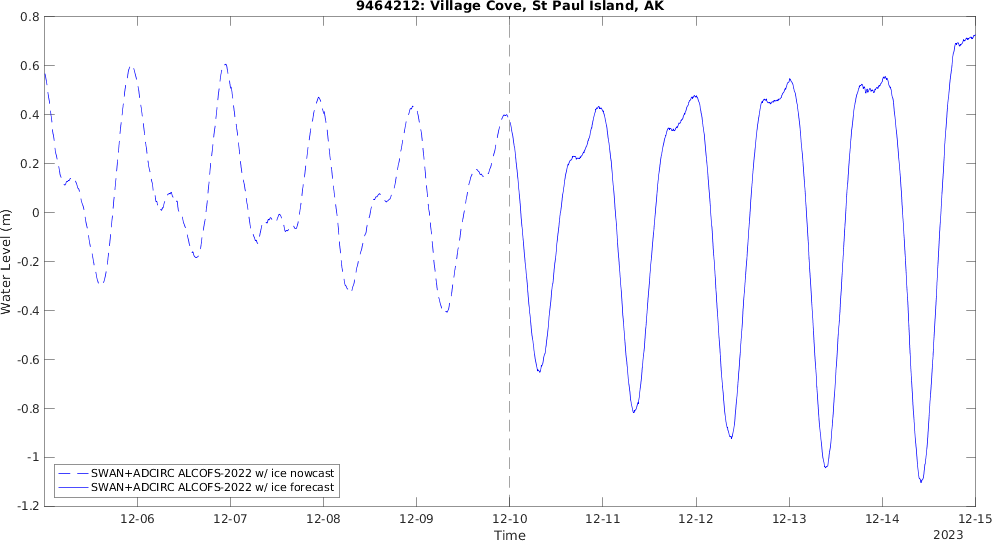 9464212: Village Cove, St Paul Island, AK
0.8
0.6
0.4
0.2
0
-0.2
-0.4
-0.6
-0.8
-1
-1.2
Water Level (m)
SWAN+ADCIRC ALCOFS-2022 w/ ice nowcast
SWAN+ADCIRC ALCOFS-2022 w/ ice forecast
12-06 12-07 12-08 12-09 12-10 12-11 12-12 12-13 12-14 12-15
Time
2023